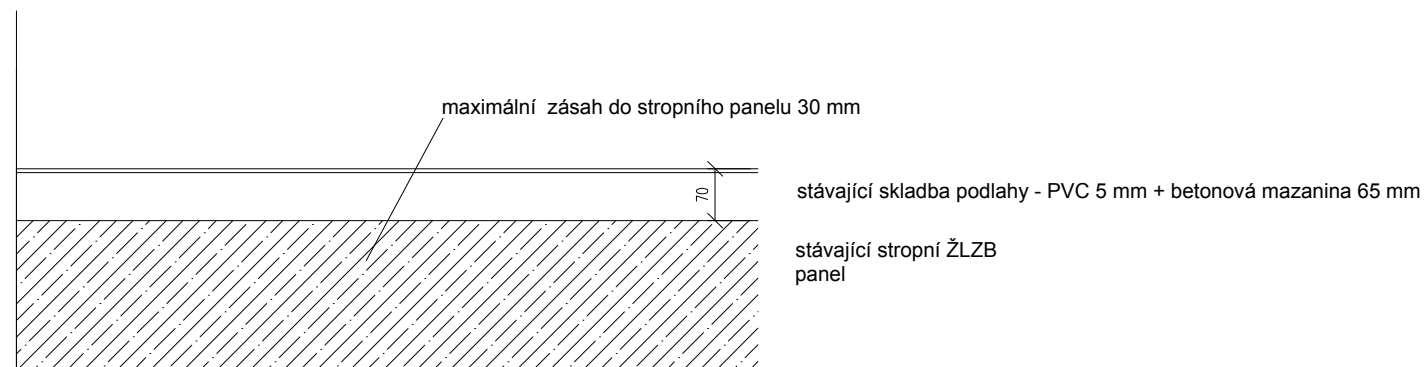 maximální  zásah do stropního panelu 30 mm
70
stávající skladba podlahy - PVC 5 mm + betonová mazanina 65 mm
stávající stropní ŽLZB
panel